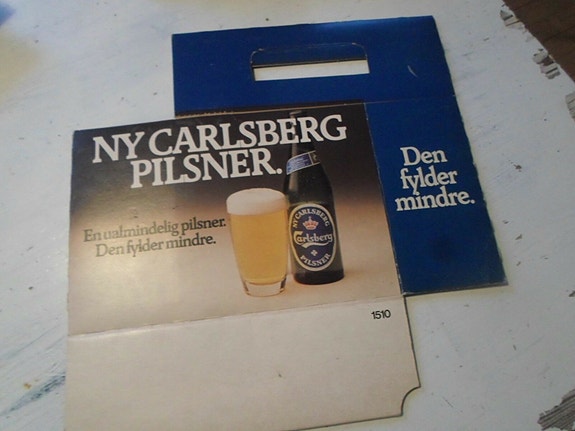 NY CARLSBERG
PILSNER.
En ualmindelig pilsner.
Den fylder mindre.
NY CARLSBERG
Carlsberg
PILSNER
1510
Den
fylder
mindre.